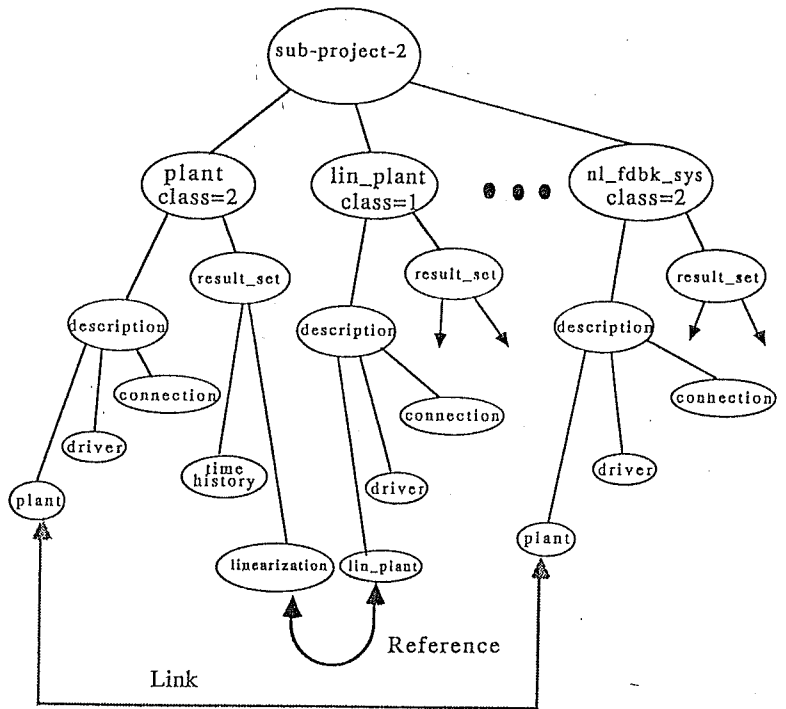 sub-project-2
plant
class=2
lin_plant
class=1
nl_fdbk_sys
class=2
result_set
result_set
result_set
description
description
description
connection
connection
connection
driver
driver
driver
time
history
plant
plant
linearization
lin_plant
Reference
Link